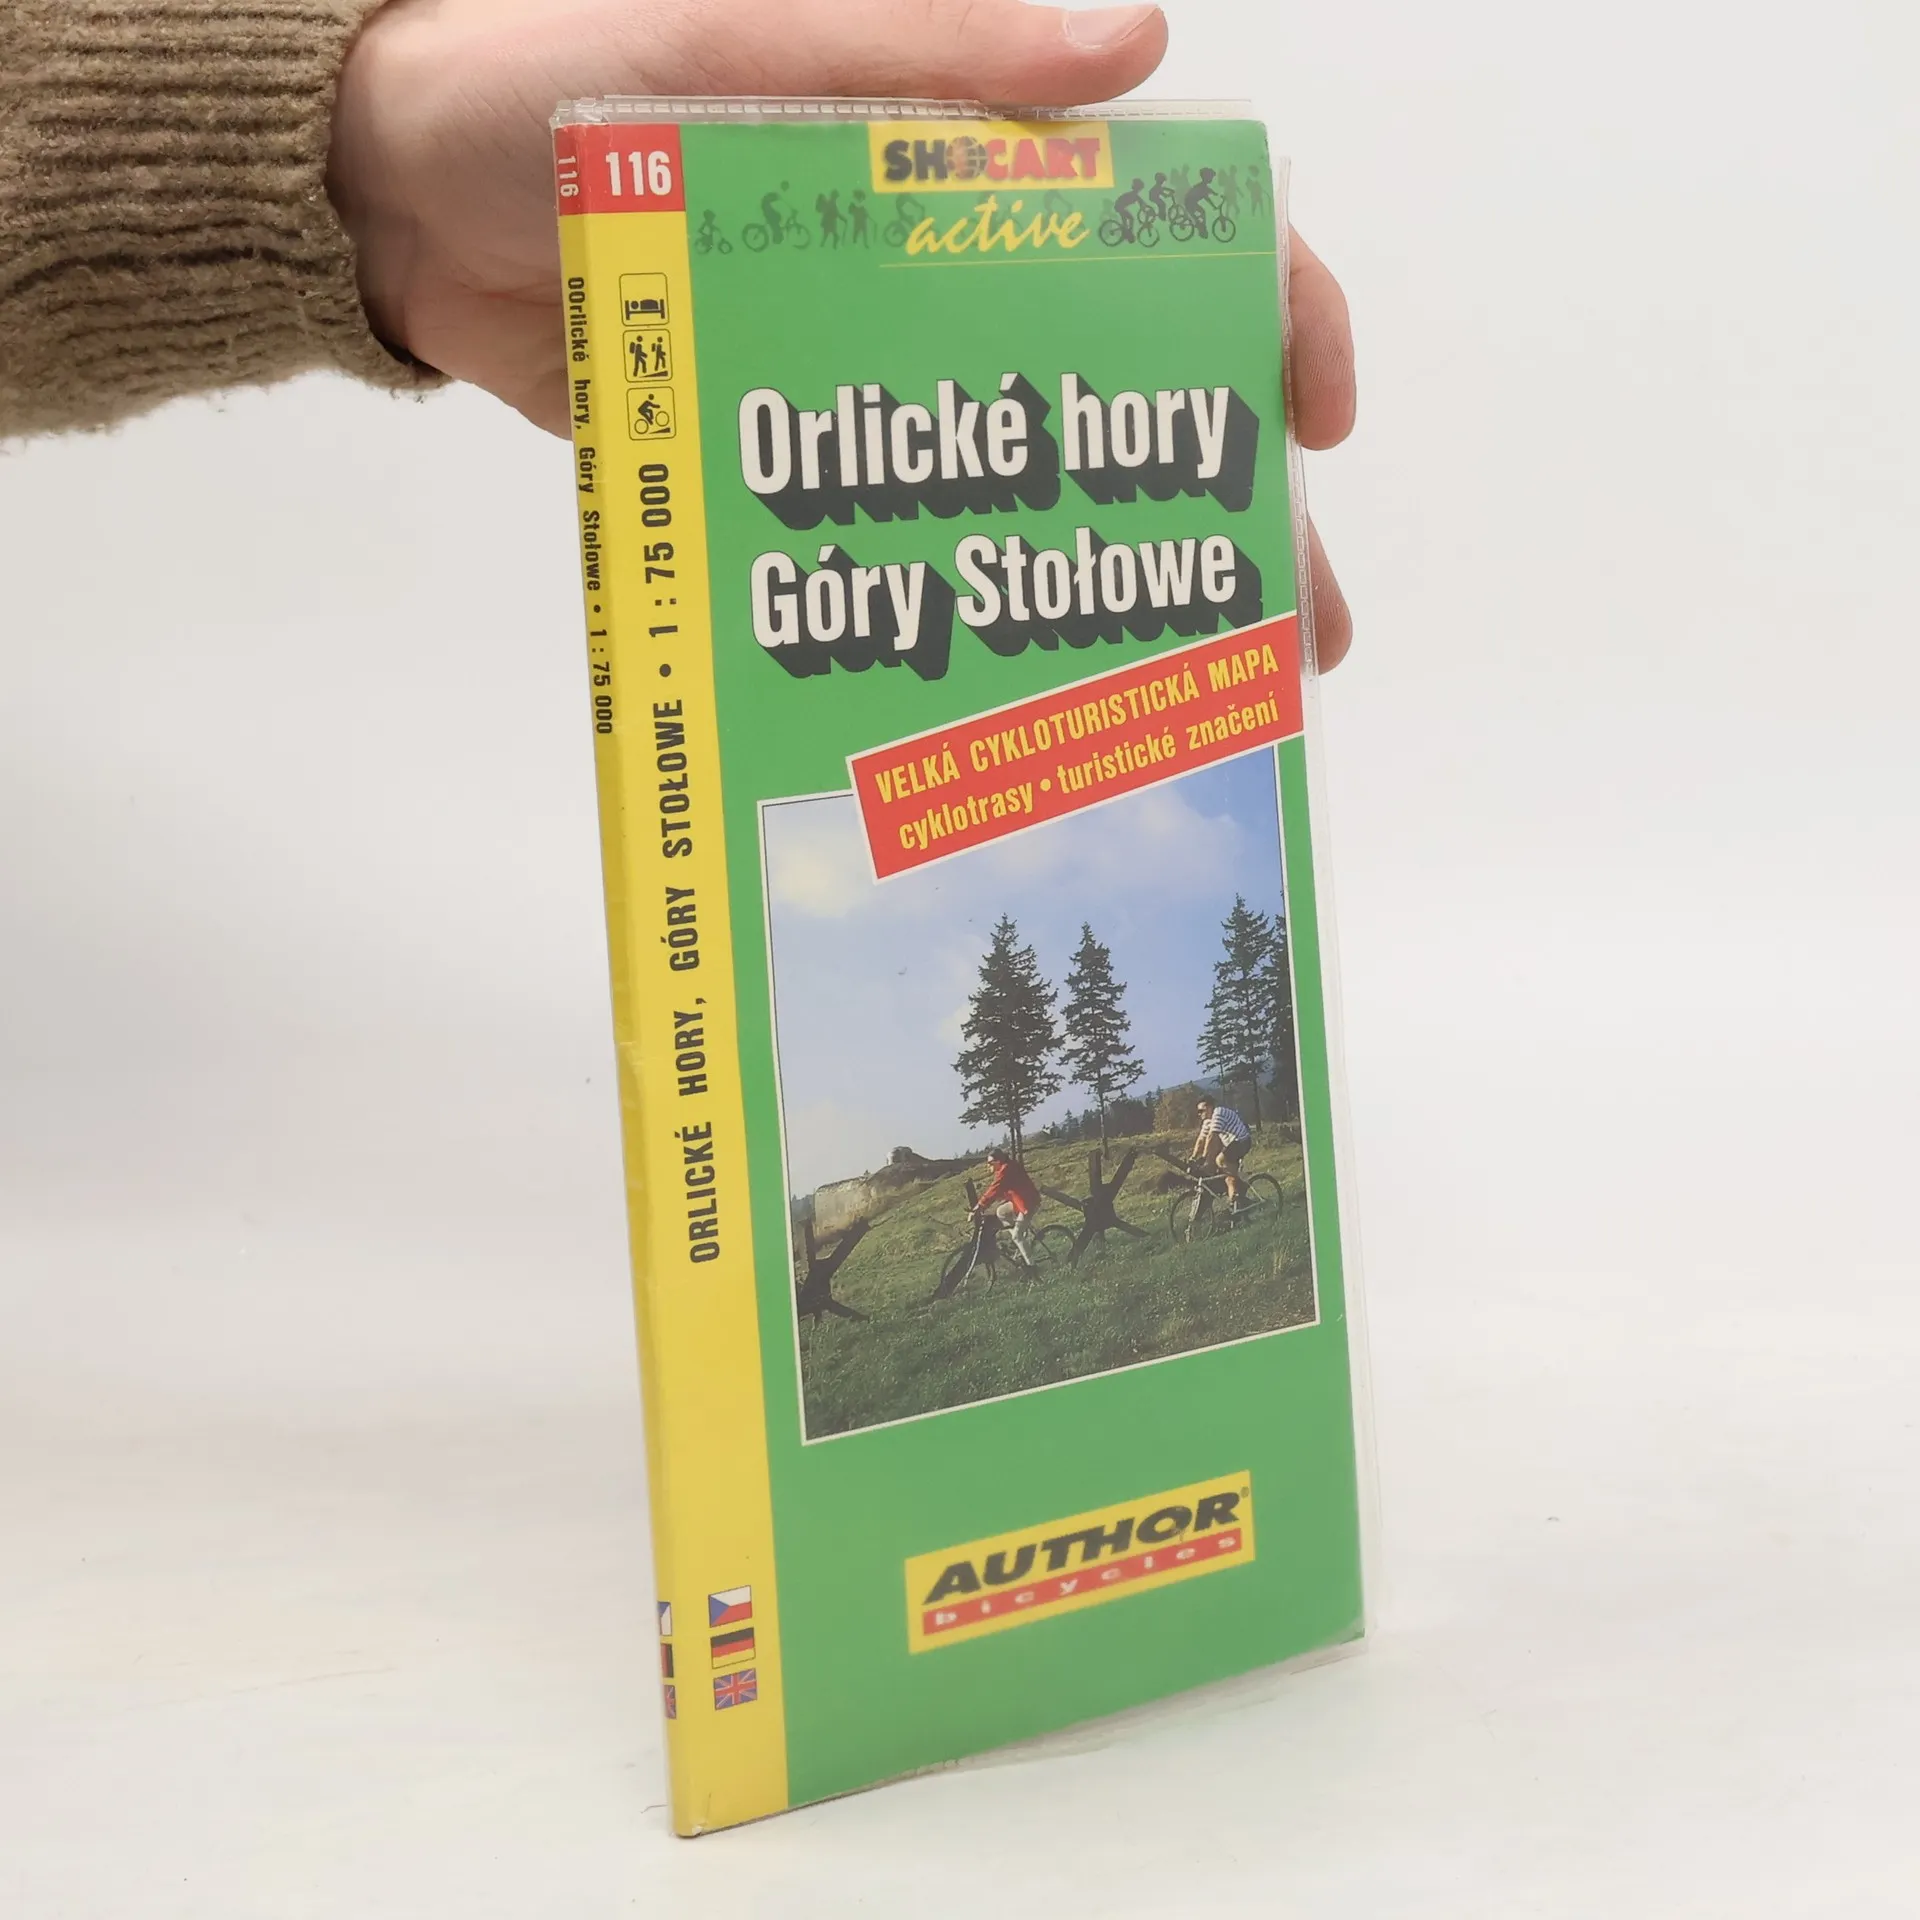 116
116
SHOCART
active
OOrlické hory, Góry Stołowe • 1 : 75 000
ORLICKÉ HORY, GÓRY STOŁOWE • 1 : 75 000
Orlické hory
Góry Stołowe
VELKÁ CYKLOTURISTICKÁ MAPA
cyklotrasy • turistické značení
AUTHOR®
bicycles